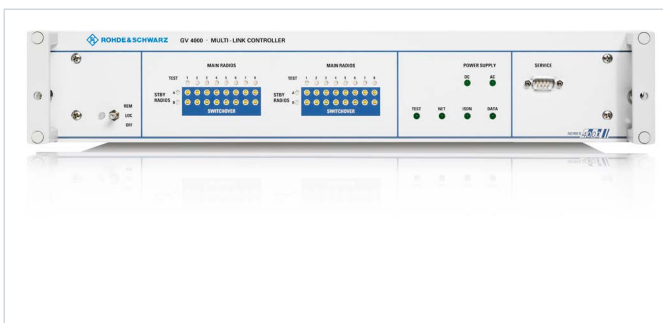 ROHDE & SCHWARZ GV 4000 · MULTI-LINK CONTROLLER
MAIN RADIOS
TEST 1 2 3 4 5 6 7 8
STBY RADIOS
A
B
SWITCHOVER
MAIN RADIOS
TEST 1 2 3 4 5 6 7 8
STBY RADIOS
A
B
SWITCHOVER
POWER SUPPLY
DC AC
TEST NET ISDN DATA
SERVICE
REM
LOC
OFF